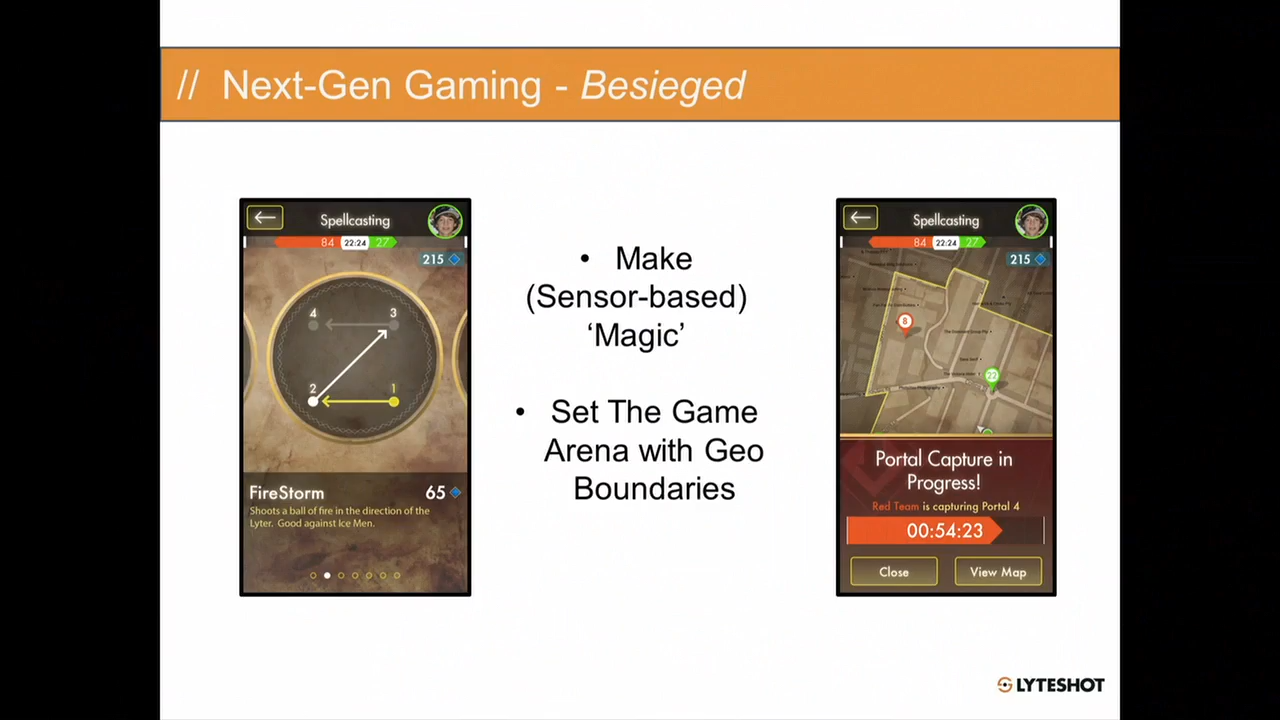 // Next-Gen Gaming - Besieged
Spellcasting
84 22:24 27
215
4 3
2 1
FireStorm 65
Shoots a ball of fire in the direction of the
Lyter. Good against Ice Men.
• Make
(Sensor-based)
‘Magic’
• Set The Game
Arena with Geo
Boundaries
Spellcasting
84 22:24 27
215
8
22
Portal Capture in
Progress!
Red Team is capturing Portal 4
00:54:23
Close View Map
LYTESHOT